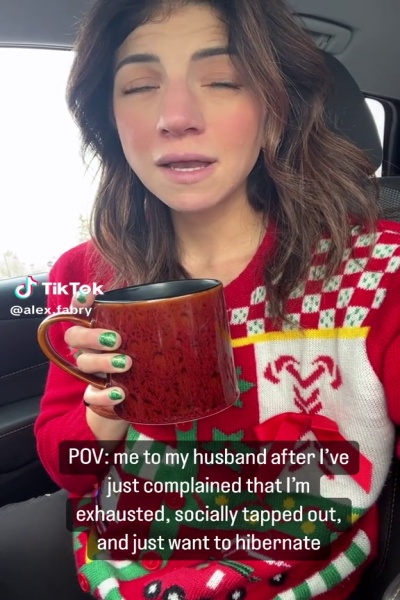 TikTok
@alex.fabry
POV: me to my husband after I've
just complained that I'm
exhausted, socially tapped out,
and just want to hibernate